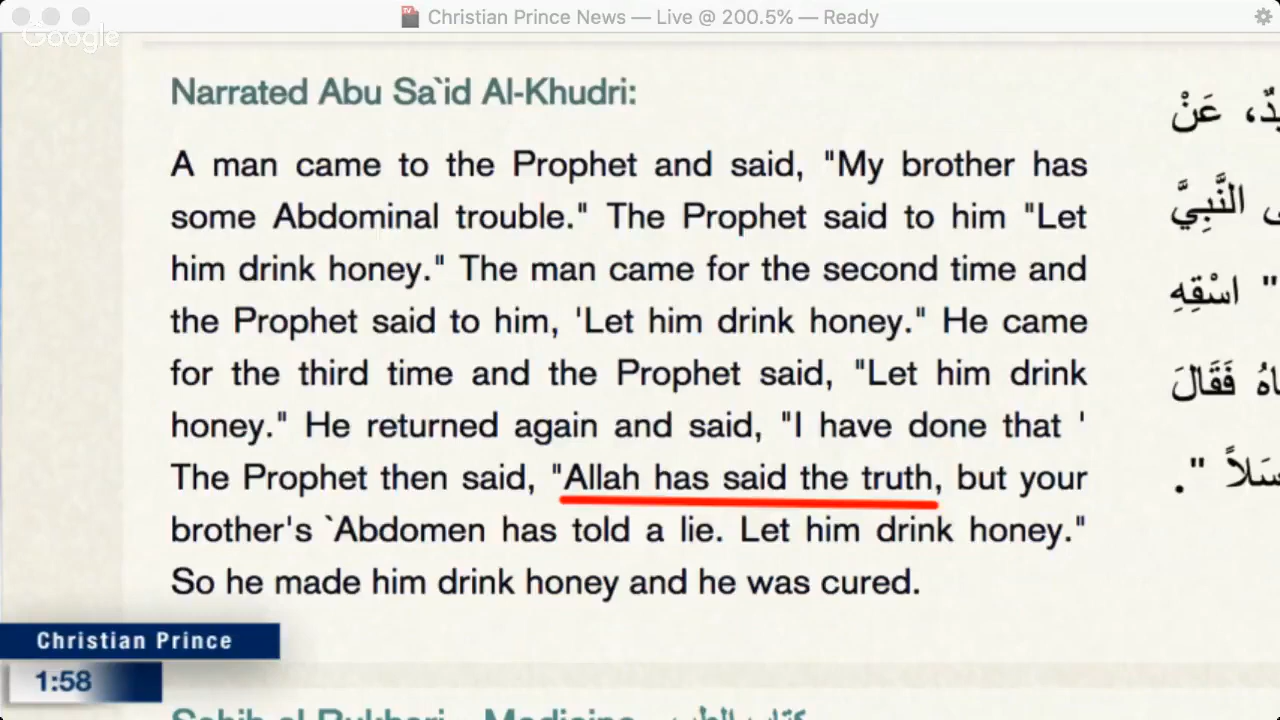 Christian Prince News — Live @ 200.5% — Ready
Google
Narrated Abu Sa`id Al-Khudri:
A man came to the Prophet and said, "My brother has
some Abdominal trouble." The Prophet said to him "Let
him drink honey." The man came for the second time and
the Prophet said to him, 'Let him drink honey." He came
for the third time and the Prophet said, "Let him drink
honey." He returned again and said, "I have done that '
The Prophet then said, "Allah has said the truth, but your
brother's `Abdomen has told a lie. Let him drink honey."
So he made him drink honey and he was cured.
عَنْ
النَّبِيَّ
" اسْقِهِ
فَقَالَ
" .
Christian Prince
1:58